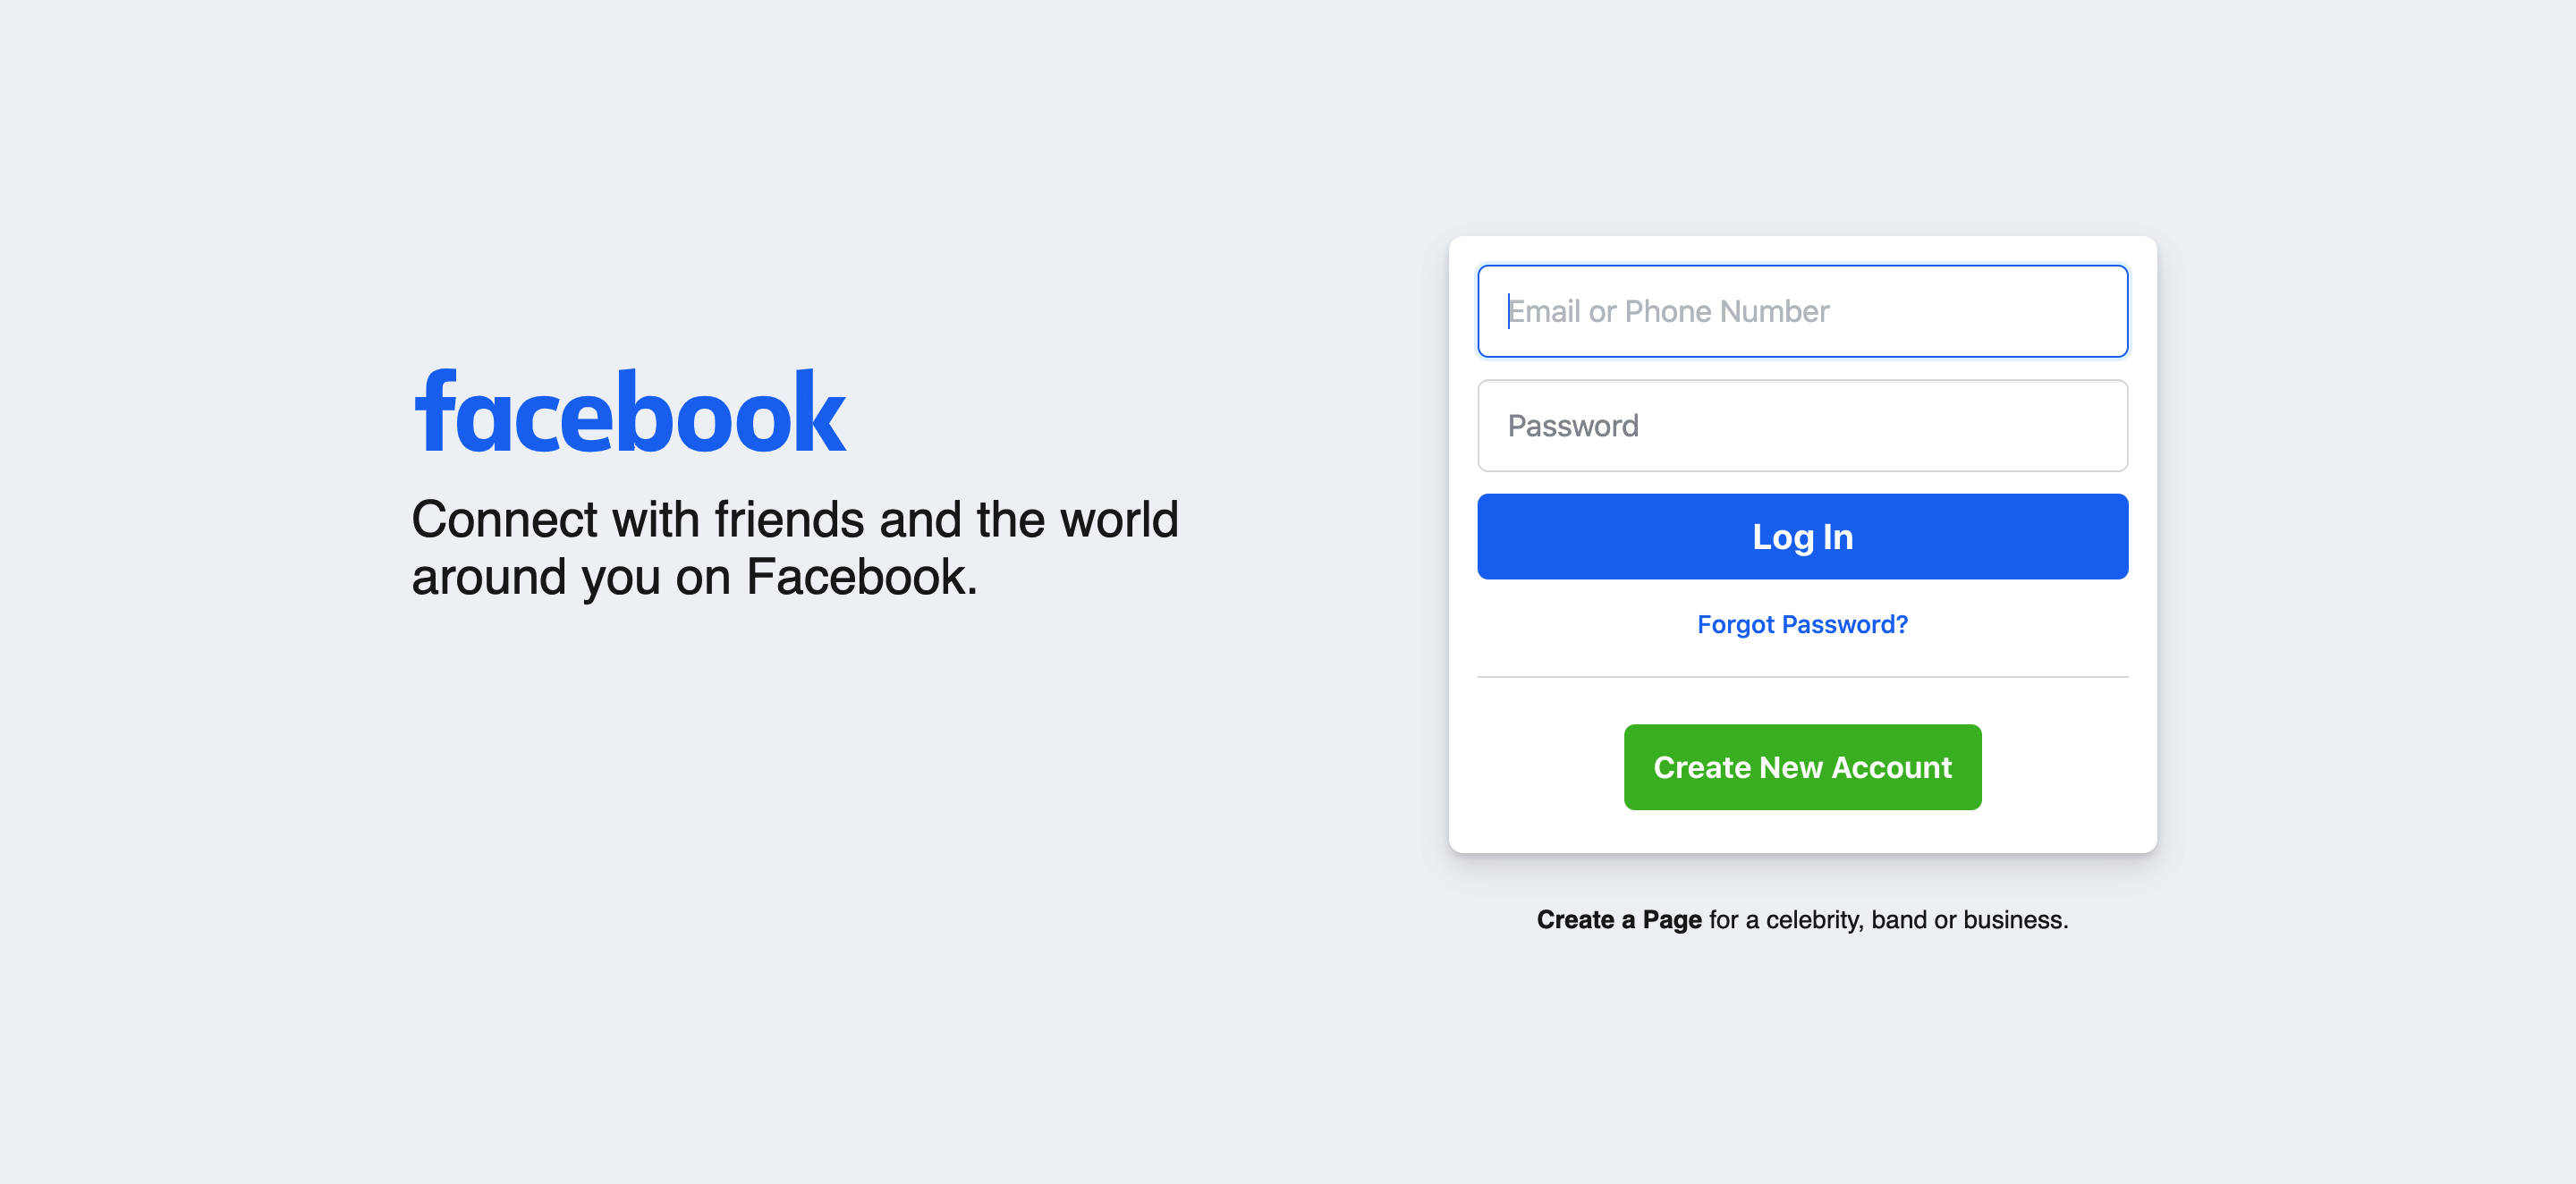 facebook
Connect with friends and the world
around you on Facebook.
Email or Phone Number
Password
Log In
Forgot Password?
Create New Account
Create a Page for a celebrity, band or business.